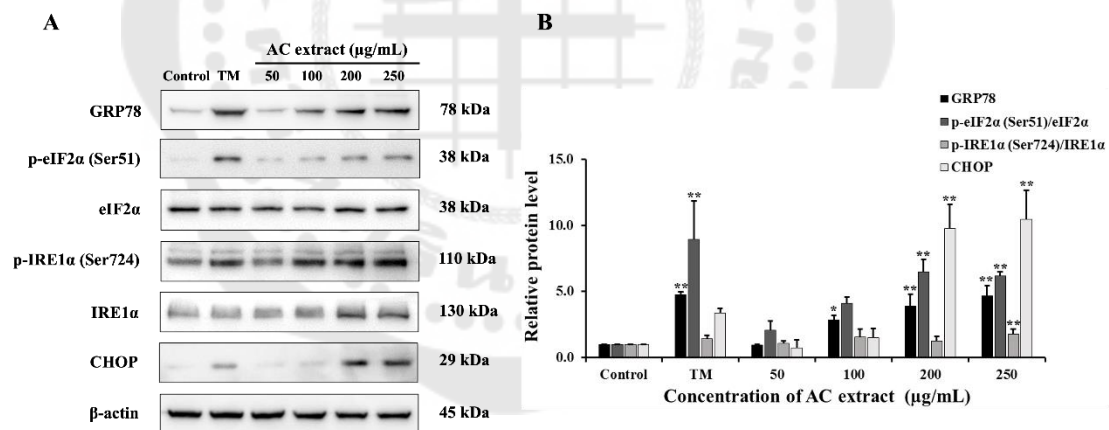 A
AC extract (µg/mL)
Control TM 50 100 200 250
GRP78 78 kDa
p-eIF2α (Ser51) 38 kDa
eIF2α 38 kDa
p-IRE1α (Ser724) 110 kDa
IRE1α 130 kDa
CHOP 29 kDa
β-actin 45 kDa
B
GRP78
p-eIF2α (Ser51)/eIF2α
p-IRE1α (Ser724)/IRE1α
CHOP
Relative protein level
15.0
10.0
5.0
0.0
** ** * ** ** ** ** ** ** **
Control TM 50 100 200 250
Concentration of AC extract (µg/mL)